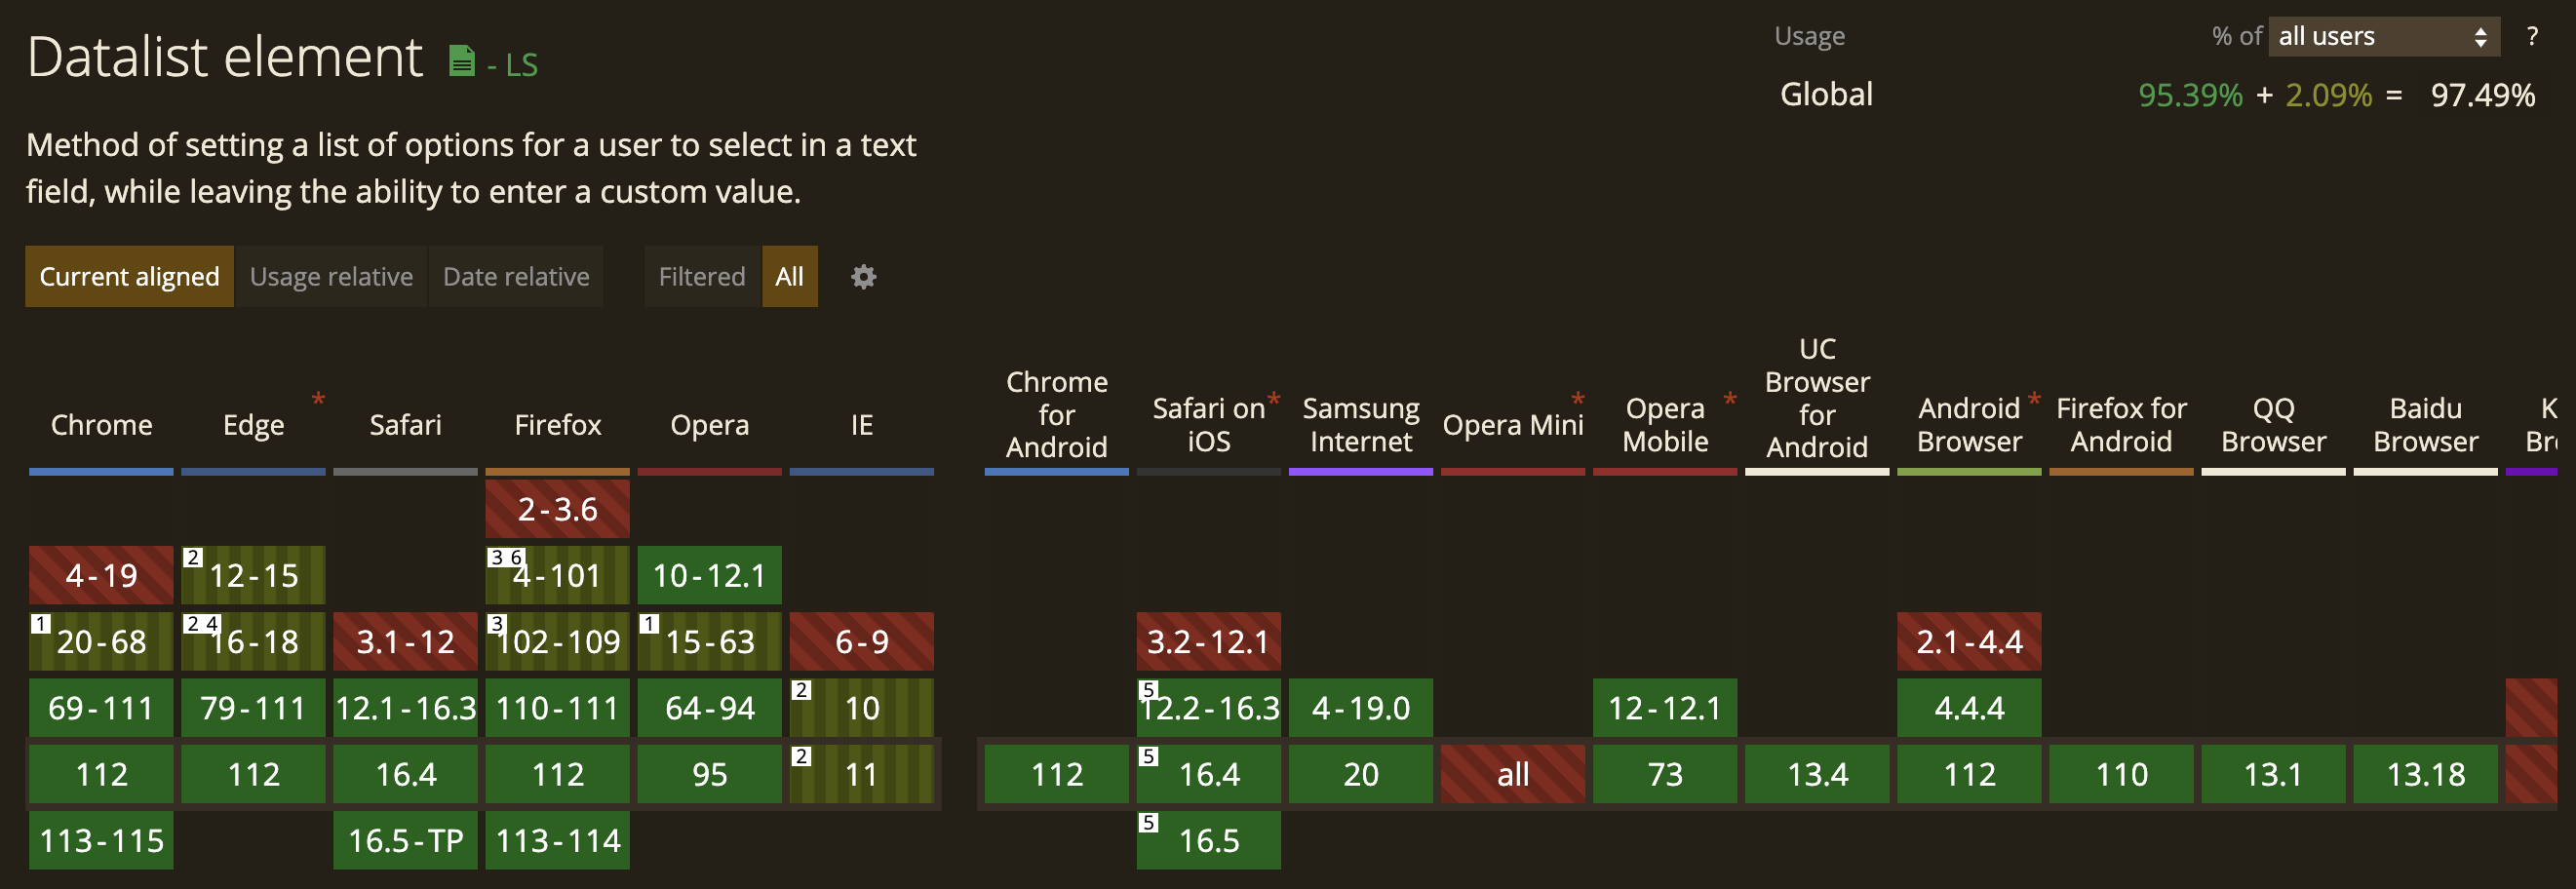 Datalist element - LS
Usage % of all users ?
Global 95.39% + 2.09% = 97.49%
Method of setting a list of options for a user to select in a text
field, while leaving the ability to enter a custom value.
Current aligned Usage relative Date relative Filtered All
Chrome
Edge *
Safari
Firefox
Opera
IE
Chrome
for
Android
Safari on *
iOS
Samsung
Internet
Opera Mini *
Opera *
Mobile
UC
Browser
for
Android
Android *
Browser
Firefox for
Android
QQ
Browser
Baidu
Browser
2-3.6
4-19 2 12-15 3 6 4-101 10-12.1
1 20-68 2 4 16-18 3.1-12 3 102-109 1 15-63 6-9 3.2-12.1 2.1-4.4
69-111 79-111 12.1-16.3 110-111 64-94 2 10 5 12.2-16.3 4-19.0 12-12.1 4.4.4
112 112 16.4 112 95 2 11 112 5 16.4 20 all 73 13.4 112 110 13.1 13.18
113-115 16.5-TP 113-114 5 16.5